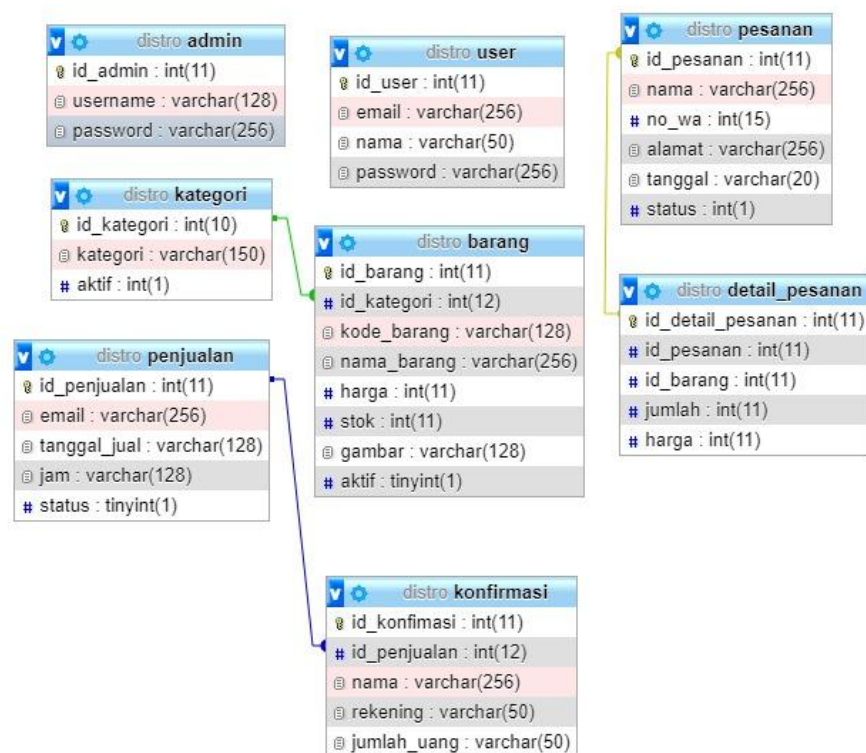 distro admin
id_admin : int(11)
username : varchar(128)
password : varchar(256)
distro user
id_user : int(11)
email : varchar(256)
nama : varchar(50)
password : varchar(256)
distro pesanan
id_pesanan : int(11)
nama : varchar(256)
no_wa : int(15)
alamat : varchar(256)
tanggal : varchar(20)
status : int(1)
distro kategori
id_kategori : int(10)
kategori : varchar(150)
aktif : int(1)
distro barang
id_barang : int(11)
id_kategori : int(12)
kode_barang : varchar(128)
nama_barang : varchar(256)
harga : int(11)
stok : int(11)
gambar : varchar(128)
aktif : tinyint(1)
distro detail_pesanan
id_detail_pesanan : int(11)
id_pesanan : int(11)
id_barang : int(11)
jumlah : int(11)
harga : int(11)
distro penjualan
id_penjualan : int(11)
email : varchar(256)
tanggal_jual : varchar(128)
jam : varchar(128)
status : tinyint(1)
distro konfirmasi
id_konfimasi : int(11)
id_penjualan : int(12)
nama : varchar(256)
rekening : varchar(50)
jumlah_uang : varchar(50)